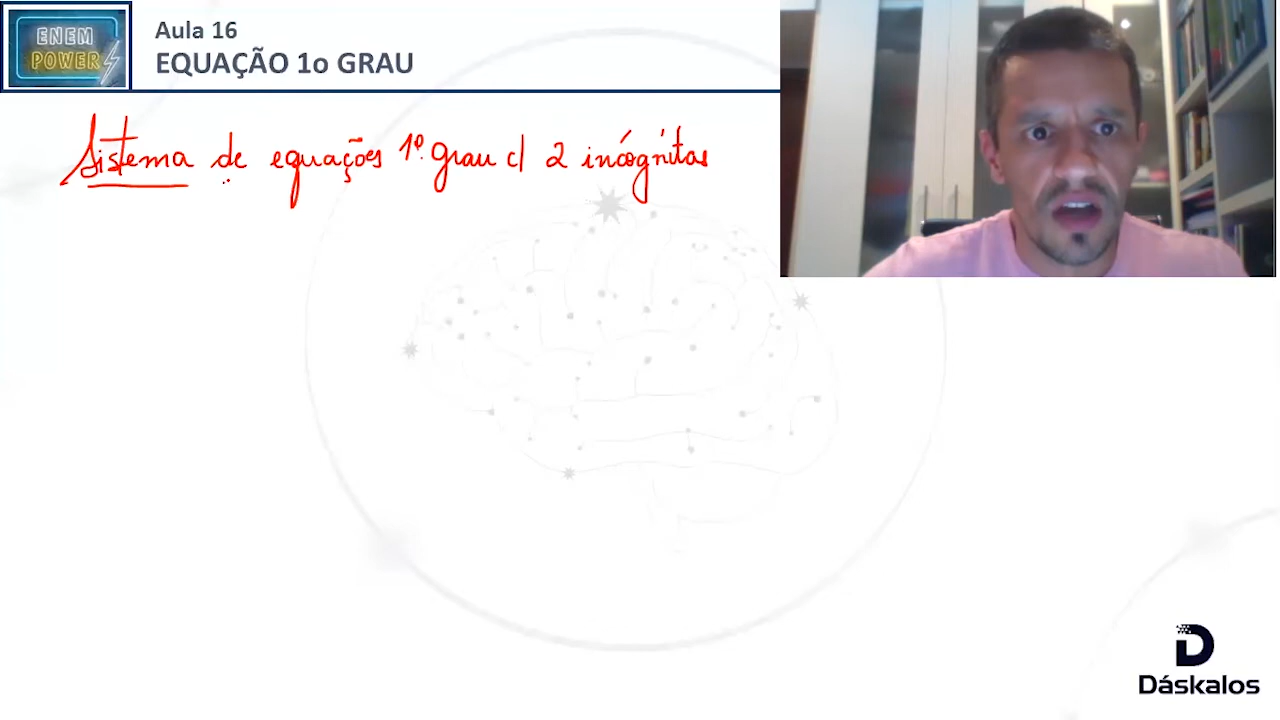 ENEM
POWER
Aula 16
EQUAÇÃO 1o GRAU
Sistema de equações 1º grau c/ 2 incógnitas
Dáskalos